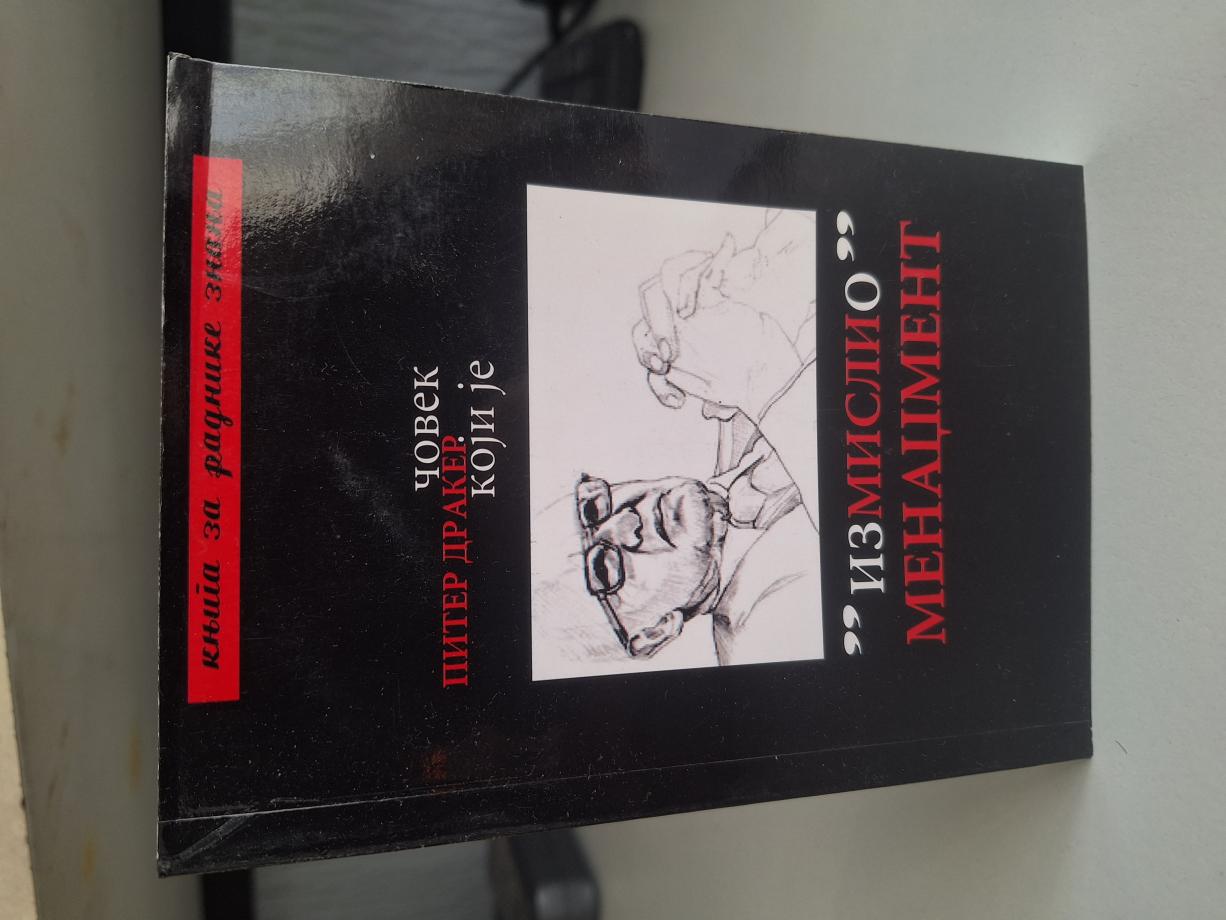 књига за раднике знања
човек
ПИТЕР ДРАКЕР
који је
”ИЗМИСЛИО”
МЕНАЏМЕНТ